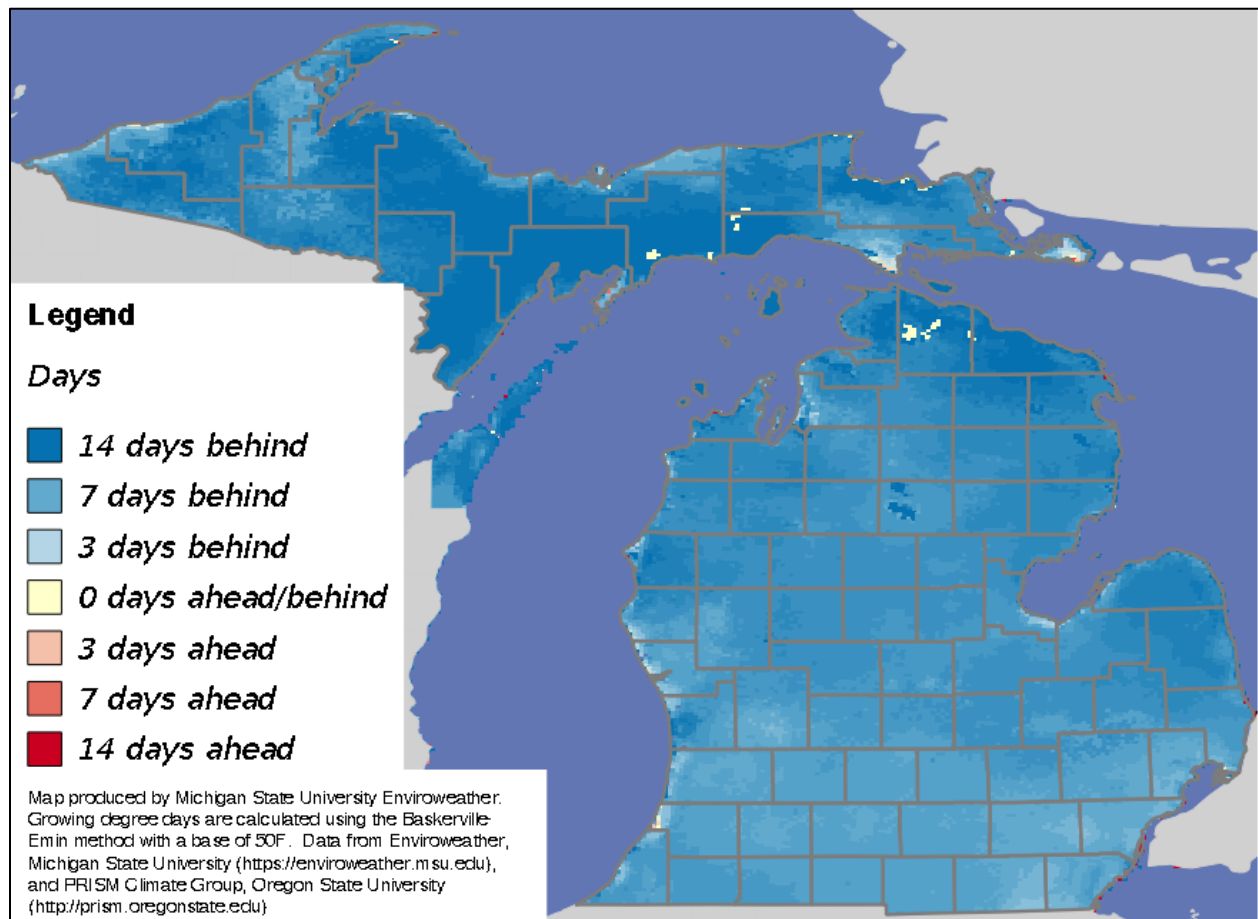 Legend
Days
14 days behind
7 days behind
3 days behind
0 days ahead/behind
3 days ahead
7 days ahead
14 days ahead
Map produced by Michigan State University Enviroweather.
Growing degree days are calculated using the Baskerville-
Emin method with a base of 50F. Data from Enviroweather,
Michigan State University (https://enviroweather.msu.edu),
and PRISM Climate Group, Oregon State University
(http://prism.oregonstate.edu)